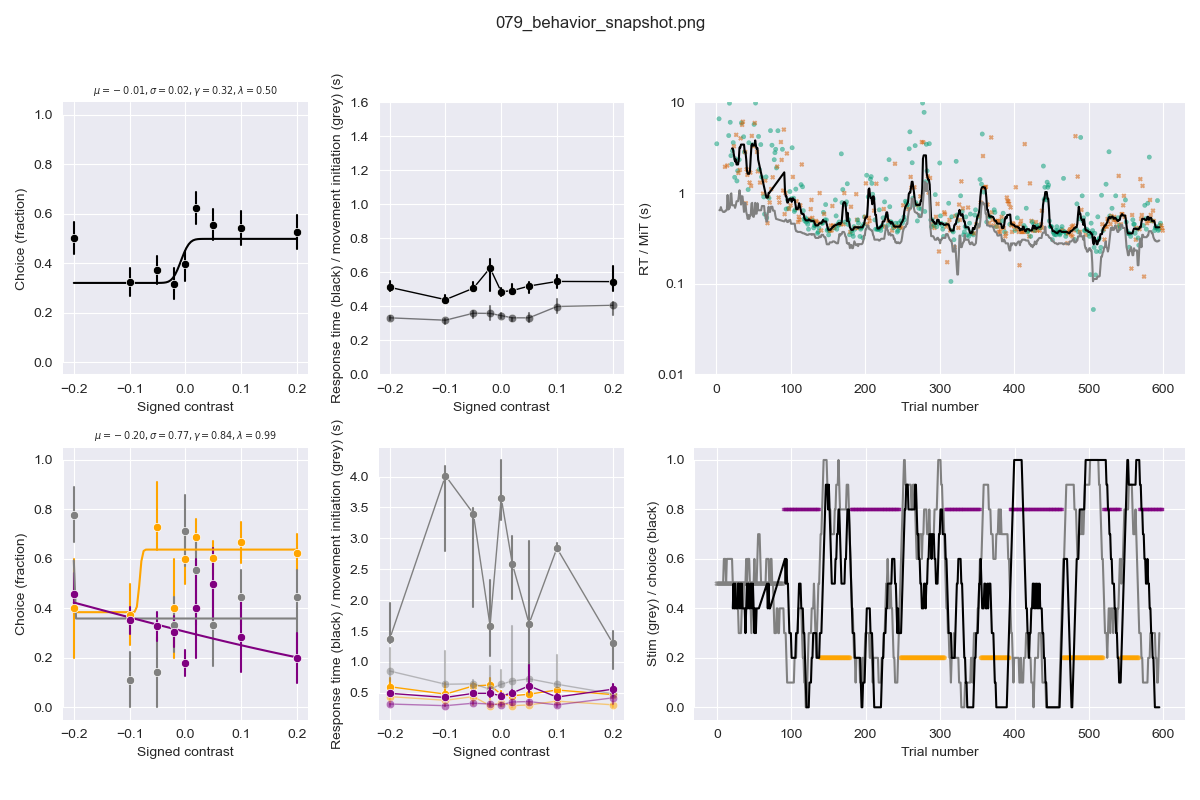 079_behavior_snapshot.png
μ = − 0.01, σ = 0.02, γ = 0.32, λ = 0.50
Choice (fraction)
1.0
0.8
0.6
0.4
0.2
0.0
−0.2 −0.1 0.0 0.1 0.2
Signed contrast
Response time (black) / movement initiation (grey) (s)
1.6
1.4
1.2
1.0
0.8
0.6
0.4
0.2
0.0
−0.2 −0.1 0.0 0.1 0.2
Signed contrast
RT / MIT (s)
10
1
0.1
0.01
0 100 200 300 400 500 600
Trial number
μ = − 0.20, σ = 0.77, γ = 0.84, λ = 0.99
Choice (fraction)
1.0
0.8
0.6
0.4
0.2
0.0
−0.2 −0.1 0.0 0.1 0.2
Signed contrast
Response time (black) / movement initiation (grey) (s)
4.0
3.5
3.0
2.5
2.0
1.5
1.0
0.5
−0.2 −0.1 0.0 0.1 0.2
Signed contrast
Stim (grey) / choice (black)
1.0
0.8
0.6
0.4
0.2
0.0
0 100 200 300 400 500 600
Trial number